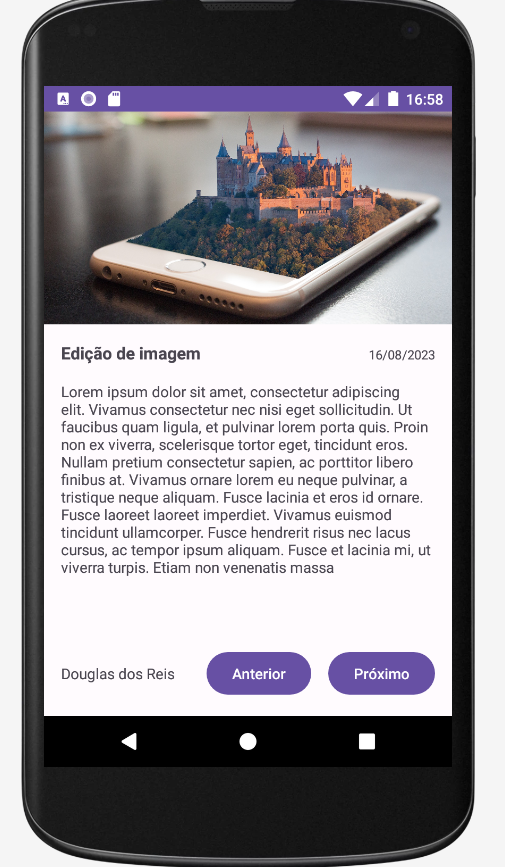 16:58
Edição de imagem
16/08/2023
Lorem ipsum dolor sit amet, consectetur adipiscing
elit. Vivamus consectetur nec nisi eget sollicitudin. Ut
faucibus quam ligula, et pulvinar lorem porta quis. Proin
non ex viverra, scelerisque tortor eget, tincidunt eros.
Nullam pretium consectetur sapien, ac porttitor libero
finibus at. Vivamus ornare lorem eu neque pulvinar, a
tristique neque aliquam. Fusce lacinia et eros id ornare.
Fusce laoreet laoreet imperdiet. Vivamus euismod
tincidunt ullamcorper. Fusce hendrerit risus nec lacus
cursus, ac tempor ipsum aliquam. Fusce et lacinia mi, ut
viverra turpis. Etiam non venenatis massa
Douglas dos Reis
Anterior
Próximo